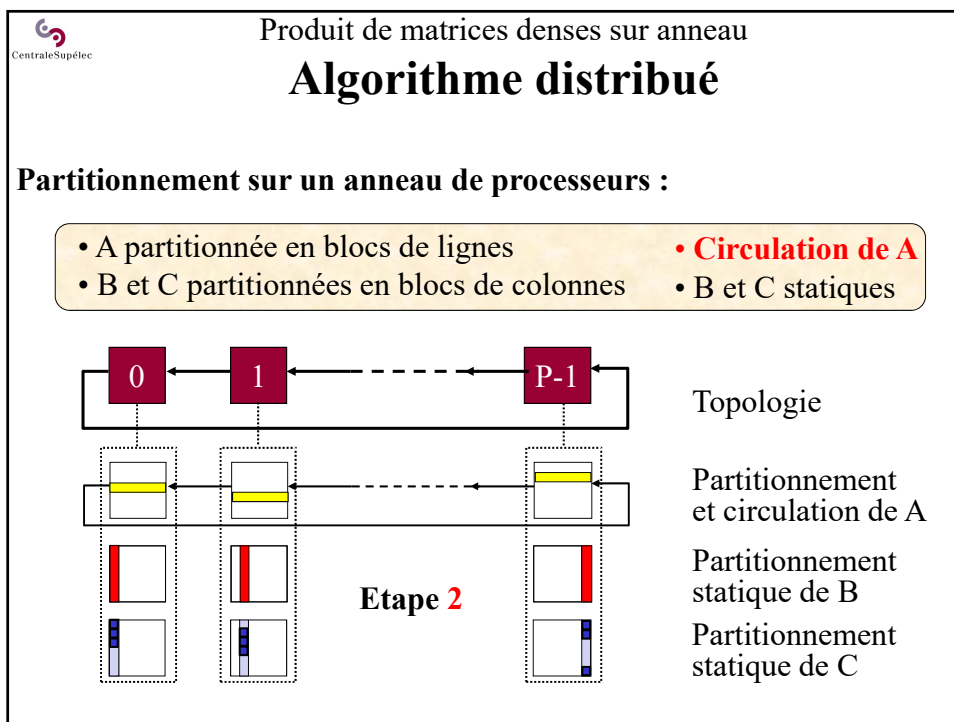 CentraleSupélec
Produit de matrices denses sur anneau
Algorithme distribué
Partitionnement sur un anneau de processeurs :
• A partitionnée en blocs de lignes
• B et C partitionnées en blocs de colonnes
• Circulation de A
• B et C statiques
0 1 P-1
Topologie
Partitionnement
et circulation de A
Partitionnement
statique de B
Etape 2
Partitionnement
statique de C